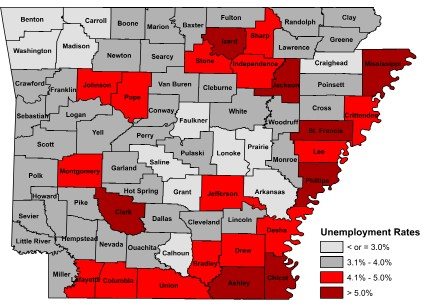 Benton
Carroll
Boone
Marion
Baxter
Fulton
Sharp
Randolph
Clay
Washington
Madison
Newton
Searcy
Stone
Izard
Independence
Lawrence
Greene
Craighead
Mississippi
Crawford
Franklin
Johnson
Pope
Van Buren
Cleburne
Jackson
Poinsett
Sebastian
Logan
Conway
Faulkner
White
Woodruff
Cross
Crittenden
Scott
Yell
Perry
Pulaski
Lonoke
Prairie
Monroe
St. Francis
Lee
Polk
Montgomery
Garland
Saline
Phillips
Howard
Pike
Hot Spring
Grant
Jefferson
Arkansas
Sevier
Clark
Dallas
Cleveland
Lincoln
Desha
Little River
Hempstead
Nevada
Ouachita
Calhoun
Bradley
Drew
Miller
Columbia
Union
Ashley
Chicot
Unemployment Rates
< or = 3.0%
3.1% - 4.0%
4.1% - 5.0%
> 5.0%